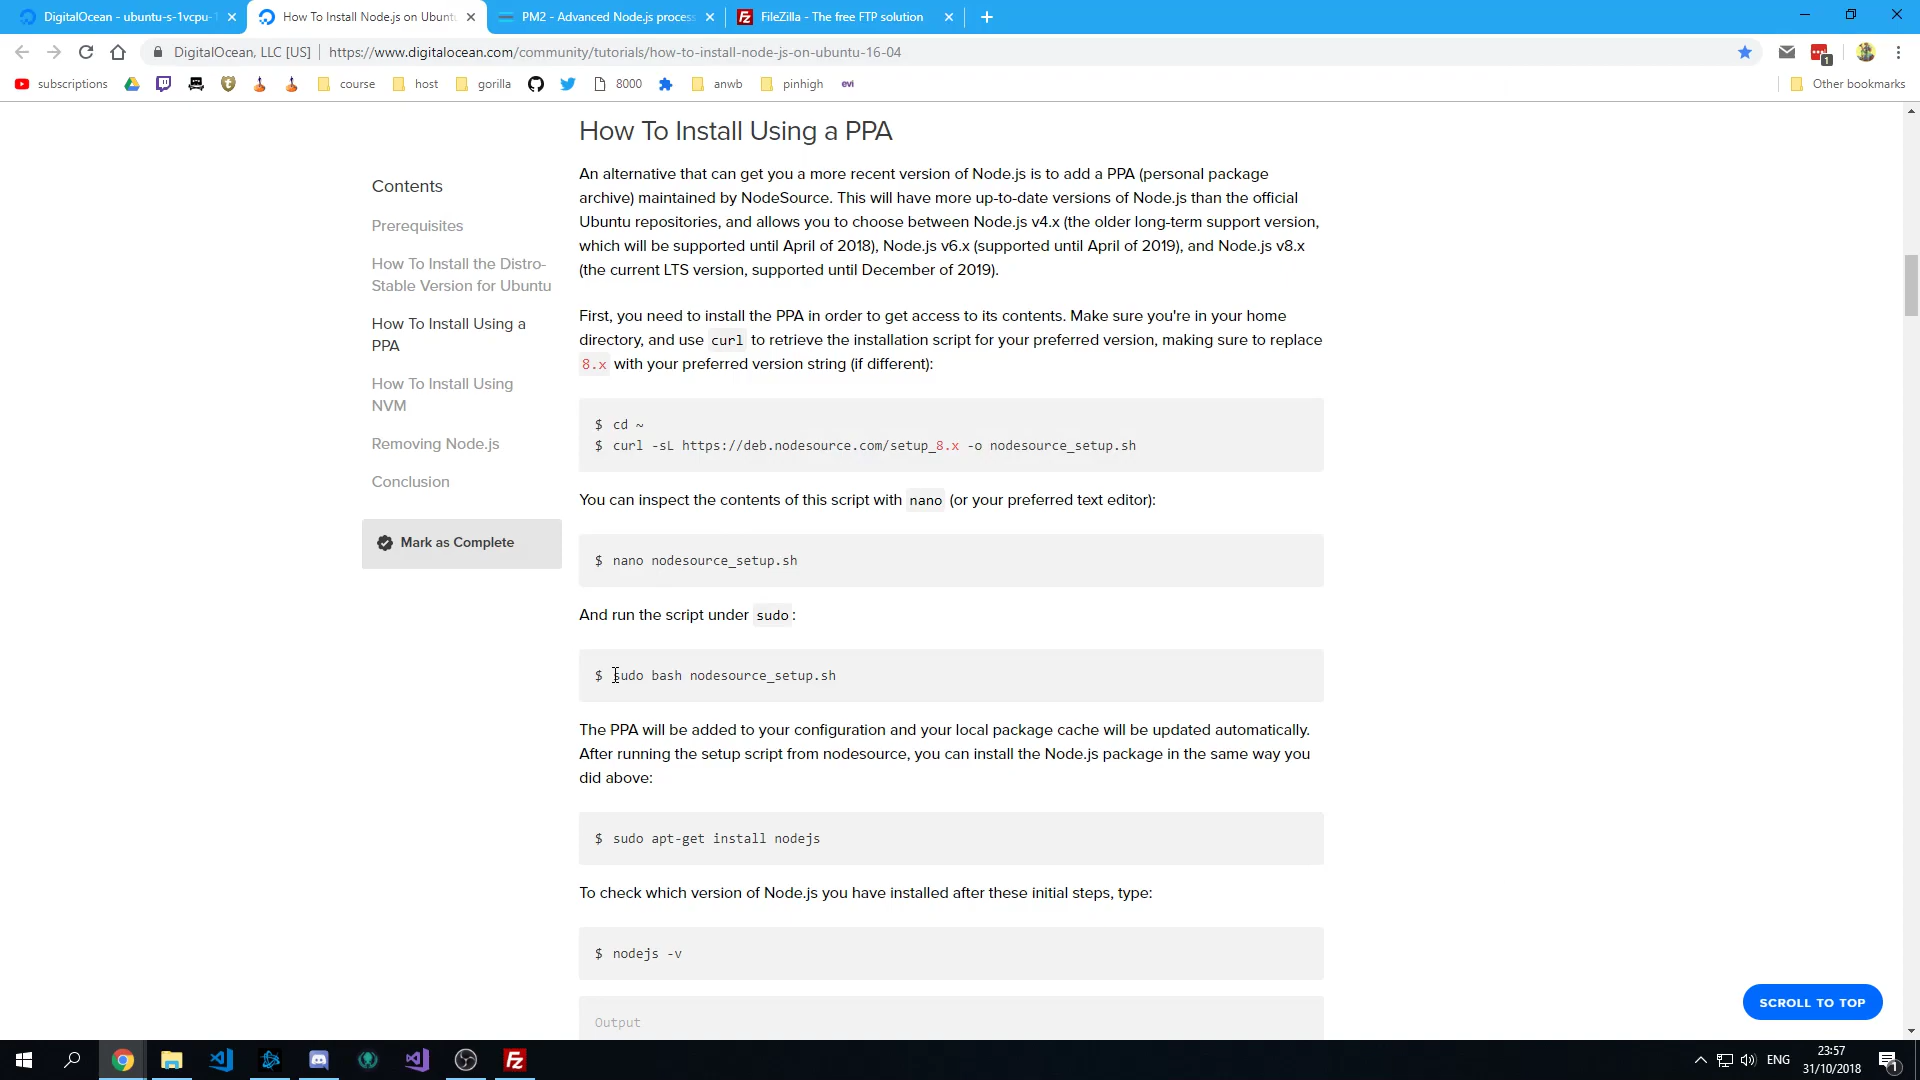 DigitalOcean - ubuntu-s-1vcpu-1
How To Install Node.js on Ubuntu
PM2 - Advanced Node.js process
FileZilla - The free FTP solution
DigitalOcean, LLC [US] | https://www.digitalocean.com/community/tutorials/how-to-install-node-js-on-ubuntu-16-04
1
subscriptions
course
host
gorilla
8000
anwb
pinhigh
evi
Other bookmarks
Contents
Prerequisites
How To Install the Distro-
Stable Version for Ubuntu
How To Install Using a
PPA
How To Install Using
NVM
Removing Node.js
Conclusion
Mark as Complete
How To Install Using a PPA
An alternative that can get you a more recent version of Node.js is to add a PPA (personal package
archive) maintained by NodeSource. This will have more up-to-date versions of Node.js than the official
Ubuntu repositories, and allows you to choose between Node.js v4.x (the older long-term support version,
which will be supported until April of 2018), Node.js v6.x (supported until April of 2019), and Node.js v8.x
(the current LTS version, supported until December of 2019).
First, you need to install the PPA in order to get access to its contents. Make sure you're in your home
directory, and use curl to retrieve the installation script for your preferred version, making sure to replace
8.x with your preferred version string (if different):
$ cd ~
$ curl -sL https://deb.nodesource.com/setup_8.x -o nodesource_setup.sh
You can inspect the contents of this script with nano (or your preferred text editor):
$ nano nodesource_setup.sh
And run the script under sudo:
$ sudo bash nodesource_setup.sh
The PPA will be added to your configuration and your local package cache will be updated automatically.
After running the setup script from nodesource, you can install the Node.js package in the same way you
did above:
$ sudo apt-get install nodejs
To check which version of Node.js you have installed after these initial steps, type:
$ nodejs -v
Output
SCROLL TO TOP
Fz
ENG
23:57
31/10/2018
1